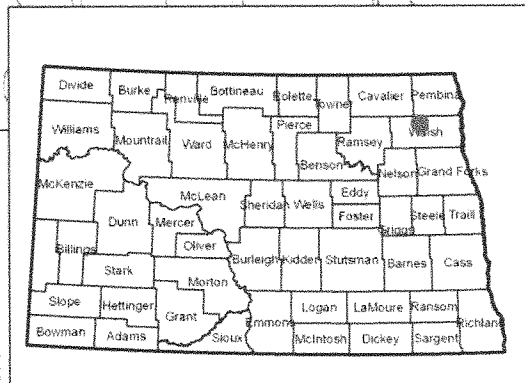 Divide Burke Renville Bottineau Rolette Towner Cavalier Pembina
Williams Mountrail Ward McHenry Pierce Ramsey Walsh
Benson Nelson Grand Forks
McKenzie McLean Sheridan Wells Eddy
Dunn Mercer Foster Griggs Steele Traill
Billings Oliver Burleigh Kidder Stutsman Barnes Cass
Stark Morton
Slope Hettinger Grant Emmons Logan LaMoure Ransom Richland
Bowman Adams Sioux McIntosh Dickey Sargent